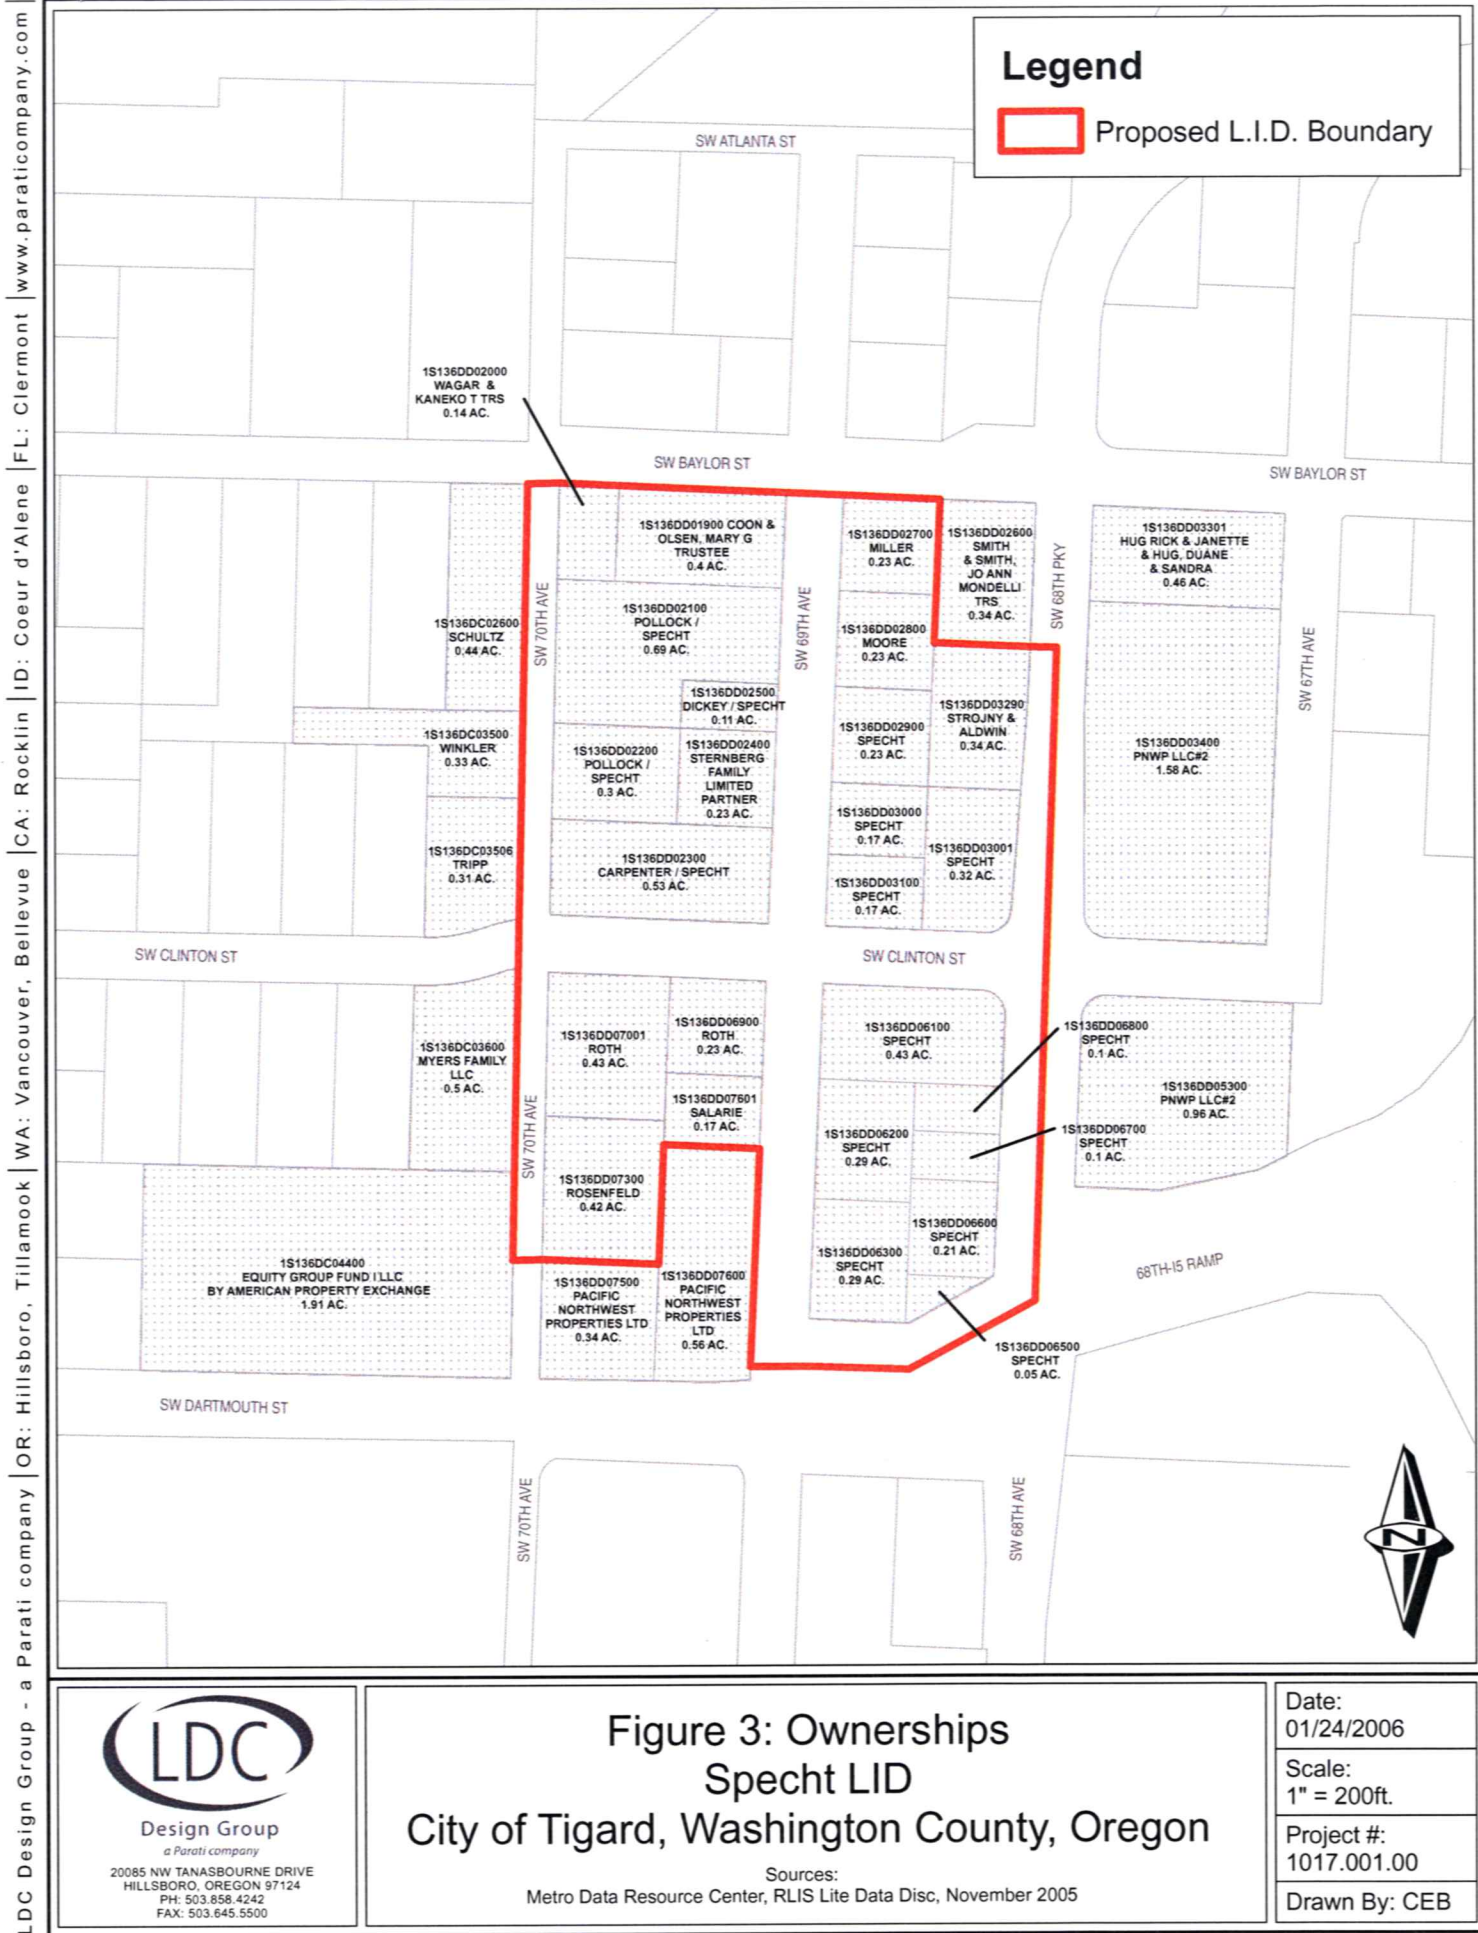 LDC Design Group - a Parati company | OR: Hillsboro, Tillamook | WA: Vancouver, Bellevue | CA: Rocklin | ID: Coeur d'Alene | FL: Clermont | www.paraticompany.com
Legend
Proposed L.I.D. Boundary
SW ATLANTA ST
1S136DD02000
WAGAR &
KANEKO T TRS
0.14 AC.
SW BAYLOR ST
SW BAYLOR ST
1S136DD01900 COON &
OLSEN, MARY G
TRUSTEE
0.4 AC.
1S136DD02700
MILLER
0.23 AC.
1S136DD02600
SMITH
& SMITH,
JO ANN
MONDELLI
TRS
0.34 AC.
SW 68TH PKY
1S136DD03301
HUG RICK & JANETTE
& HUG, DUANE
& SANDRA
0.46 AC.
SW 70TH AVE
SW 69TH AVE
SW 67TH AVE
1S136DC02600
SCHULTZ
0.44 AC.
1S136DD02100
POLLOCK /
SPECHT
0.69 AC.
1S136DD02800
MOORE
0.23 AC.
1S136DD02500
DICKEY / SPECHT
0.11 AC.
1S136DD03290
STROJNY &
ALDWIN
0.34 AC.
1S136DC03500
WINKLER
0.33 AC.
1S136DD02200
POLLOCK /
SPECHT
0.3 AC.
1S136DD02400
STERNBERG
FAMILY
LIMITED
PARTNER
0.23 AC.
1S136DD02900
SPECHT
0.23 AC.
1S136DD03400
PNWP LLC#2
1.58 AC.
1S136DD03000
SPECHT
0.17 AC.
1S136DC03506
TRIPP
0.31 AC.
1S136DD02300
CARPENTER / SPECHT
0.53 AC.
1S136DD03001
SPECHT
0.32 AC.
1S136DD03100
SPECHT
0.17 AC.
SW CLINTON ST
SW CLINTON ST
1S136DC03600
MYERS FAMILY
LLC
0.5 AC.
1S136DD07001
ROTH
0.43 AC.
1S136DD06900
ROTH
0.23 AC.
1S136DD06100
SPECHT
0.43 AC.
1S136DD06800
SPECHT
0.1 AC.
1S136DD05300
PNWP LLC#2
0.96 AC.
SW 70TH AVE
1S136DD07601
SALARIE
0.17 AC.
1S136DD06200
SPECHT
0.29 AC.
1S136DD06700
SPECHT
0.1 AC.
1S136DD07300
ROSENFELD
0.42 AC.
1S136DD06600
SPECHT
0.21 AC.
1S136DC04400
EQUITY GROUP FUND I LLC
BY AMERICAN PROPERTY EXCHANGE
1.91 AC.
1S136DD07500
PACIFIC
NORTHWEST
PROPERTIES LTD
0.34 AC.
1S136DD07600
PACIFIC
NORTHWEST
PROPERTIES
LTD
0.56 AC.
1S136DD06300
SPECHT
0.29 AC.
68TH-I5 RAMP
1S136DD06500
SPECHT
0.05 AC.
SW DARTMOUTH ST
SW 70TH AVE
SW 68TH AVE
N
LDC
Design Group
a Parati company
20085 NW TANASBOURNE DRIVE
HILLSBORO, OREGON 97124
PH: 503.858.4242
FAX: 503.645.5500
Figure 3: Ownerships
Specht LID
City of Tigard, Washington County, Oregon
Sources:
Metro Data Resource Center, RLIS Lite Data Disc, November 2005
Date:
01/24/2006
Scale:
1" = 200ft.
Project #:
1017.001.00
Drawn By: CEB